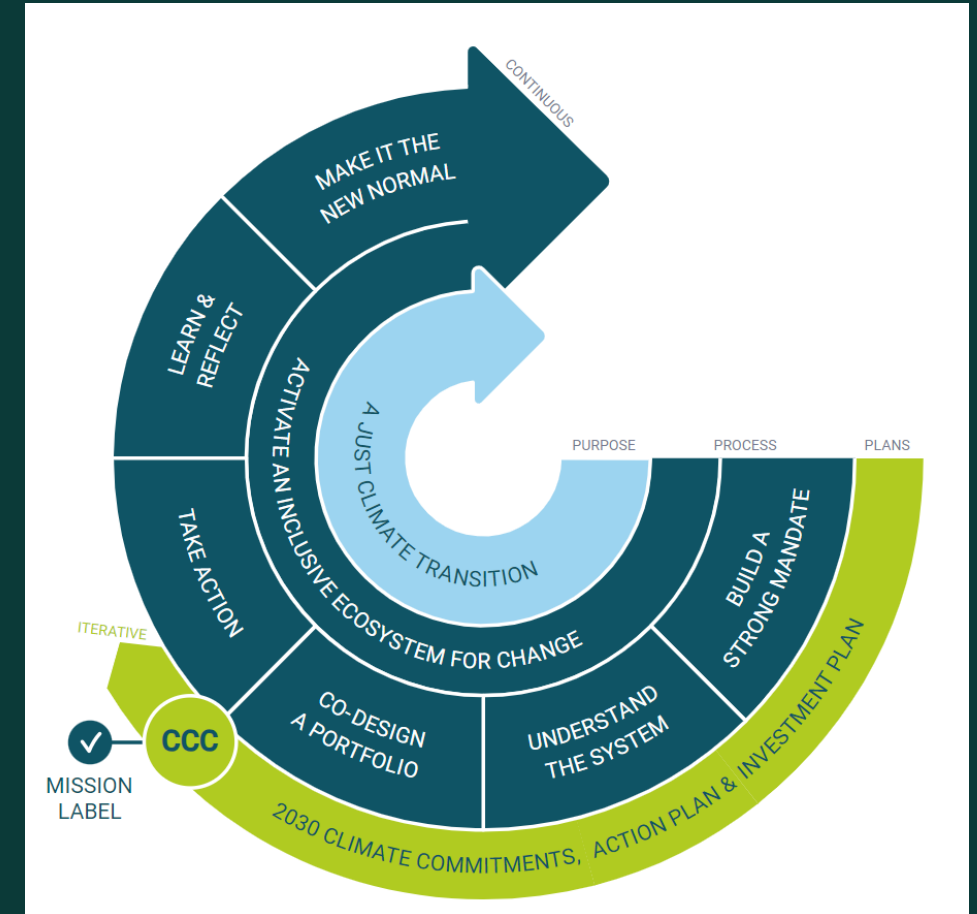 CONTINUOUS
MAKE IT THE
NEW NORMAL
LEARN &
REFLECT
ACTIVATE AN INCLUSIVE ECOSYSTEM FOR CHANGE
A JUST CLIMATE TRANSITION
PURPOSE
PROCESS
PLANS
BUILD A
STRONG MANDATE
UNDERSTAND
THE SYSTEM
CO-DESIGN
A PORTFOLIO
TAKE ACTION
ITERATIVE
CCC
MISSION
LABEL
2030 CLIMATE COMMITMENTS, ACTION PLAN & INVESTMENT PLAN